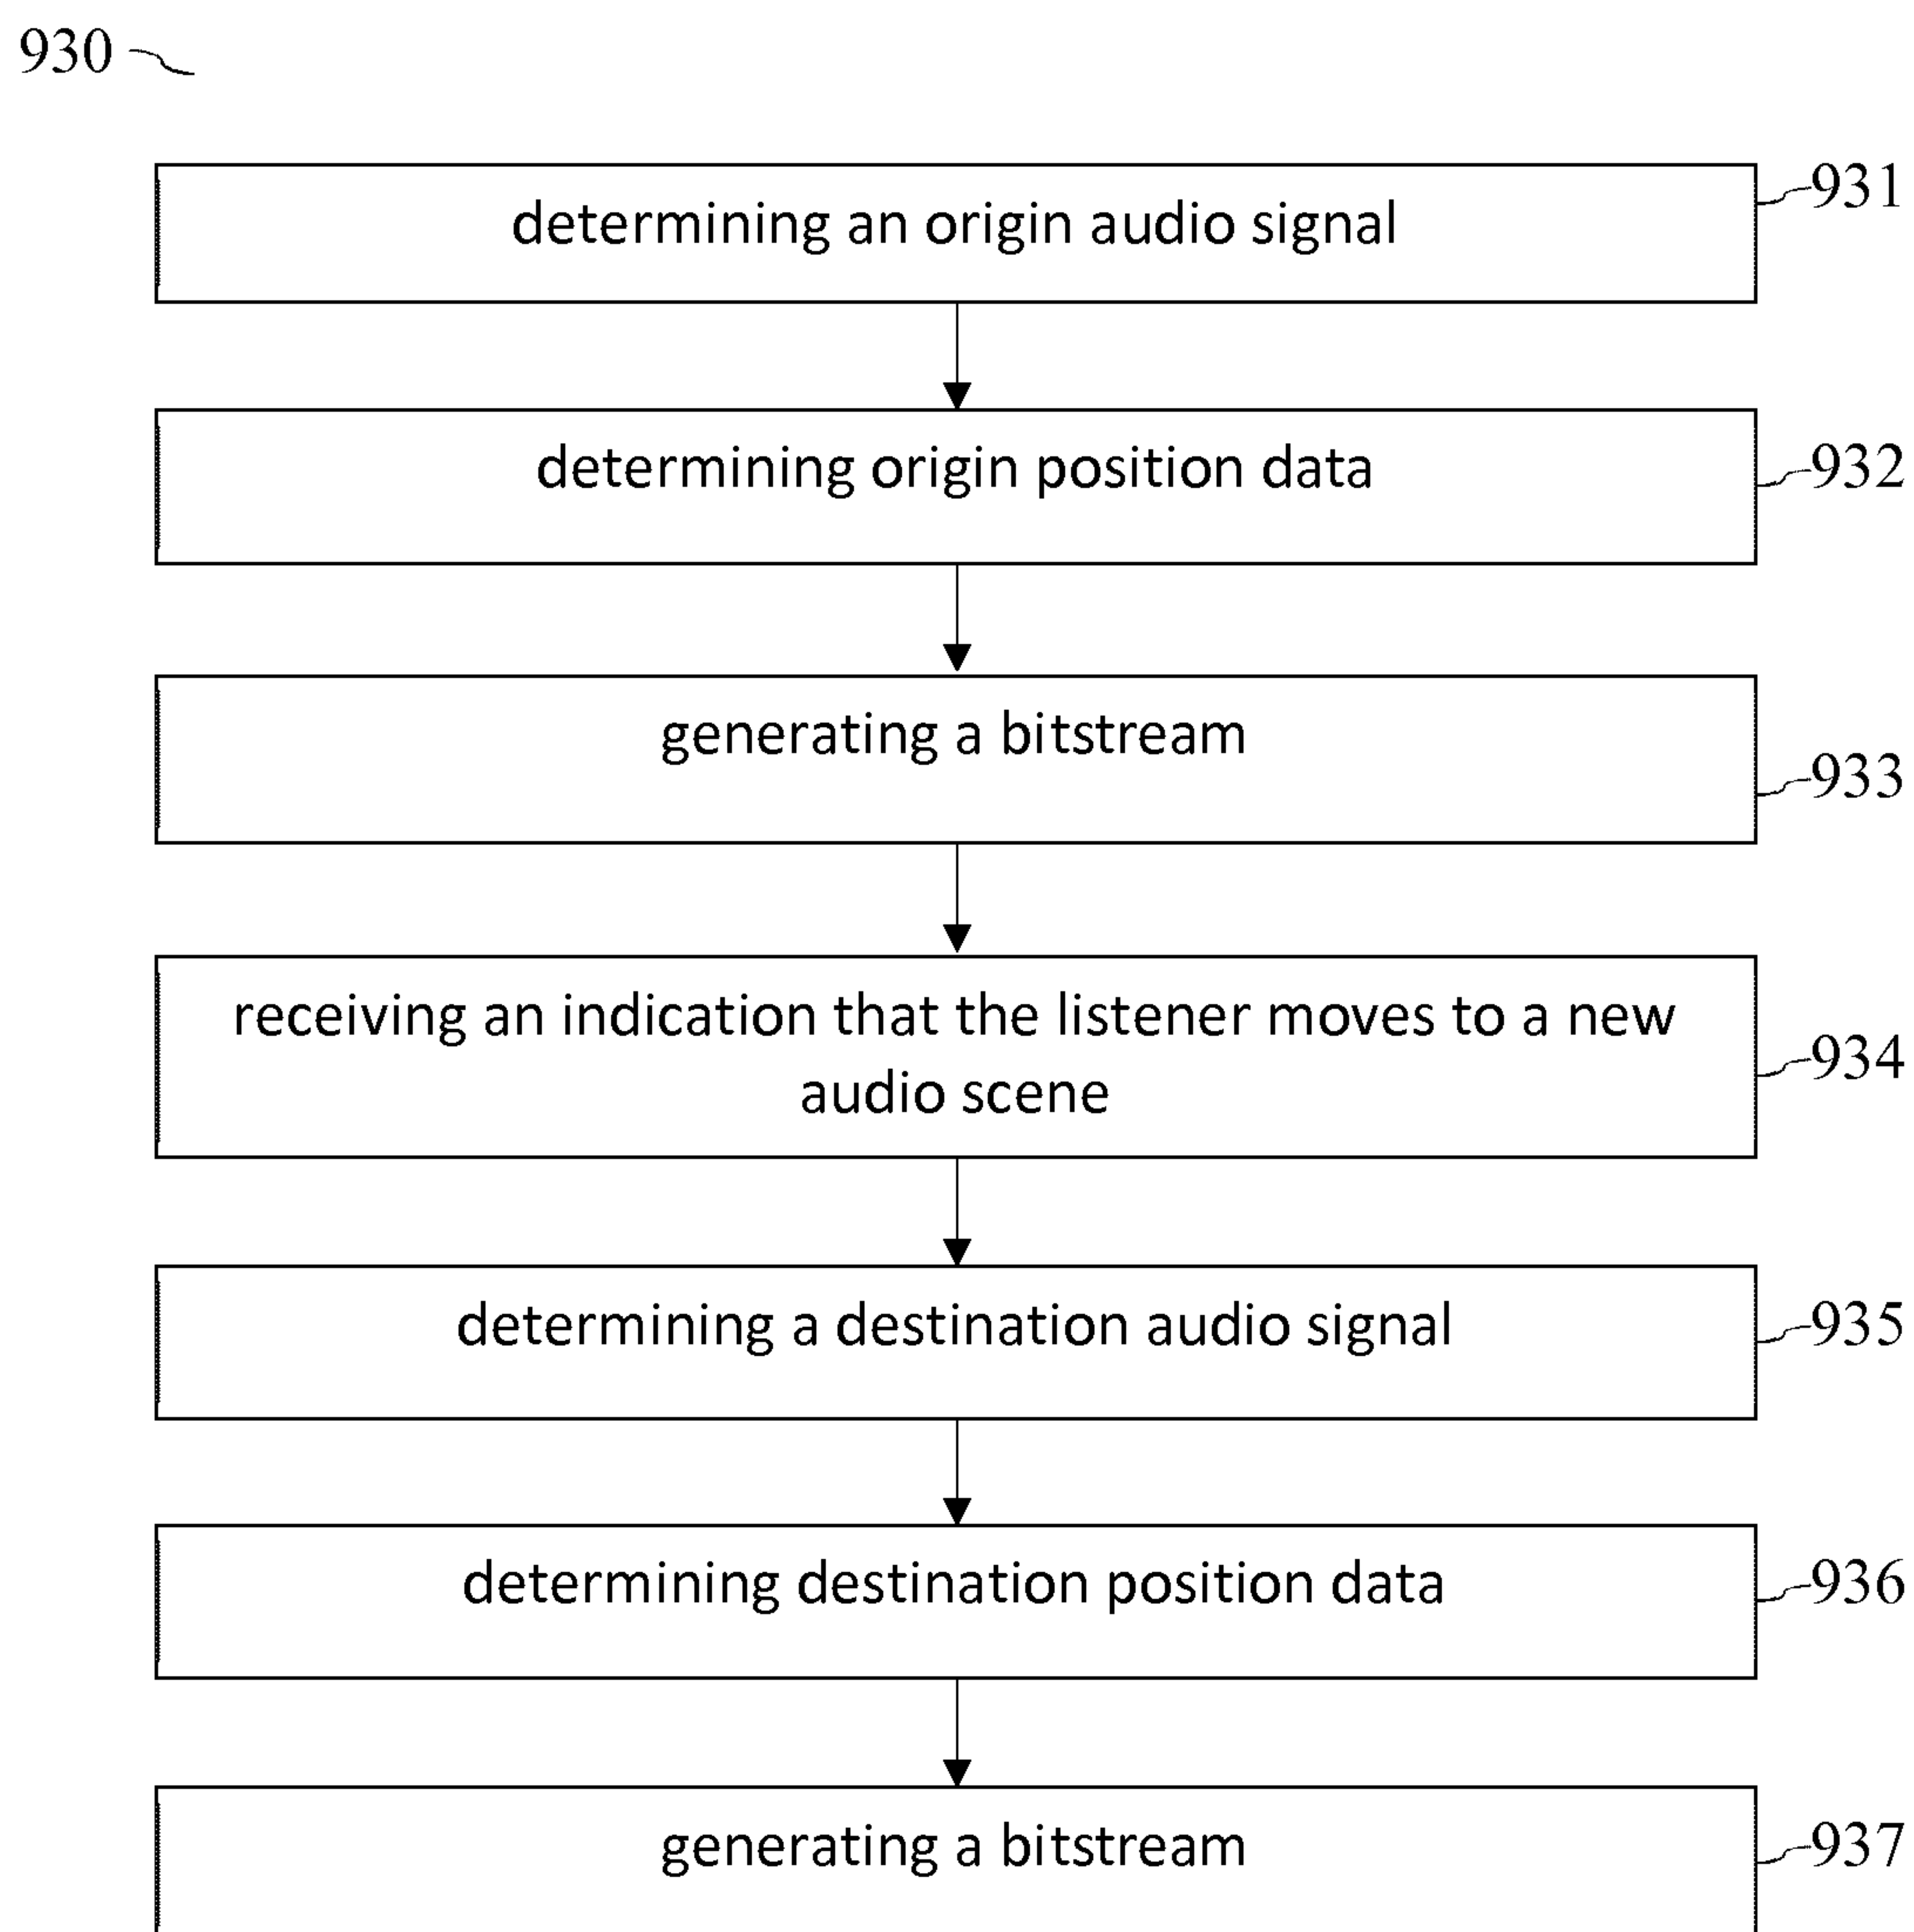 930
determining an origin audio signal
931
determining origin position data
932
generating a bitstream
933
receiving an indication that the listener moves to a new
audio scene
934
determining a destination audio signal
935
determining destination position data
936
generating a bitstream
937